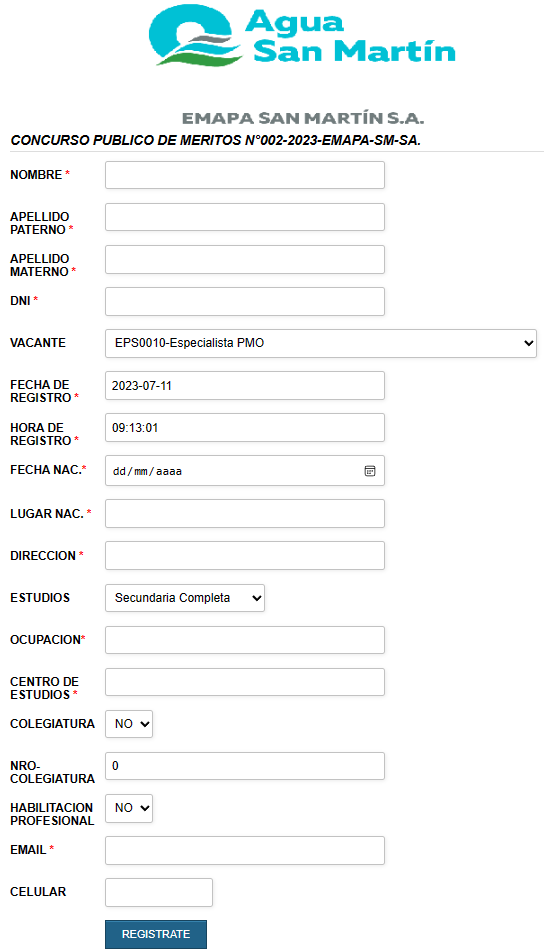 Agua
San Martín
EMAPA SAN MARTÍN S.A.
CONCURSO PUBLICO DE MERITOS N°002-2023-EMAPA-SM-SA.
NOMBRE *
APELLIDO
PATERNO *
APELLIDO
MATERNO *
DNI *
VACANTE
EPS0010-Especialista PMO
FECHA DE
REGISTRO *
2023-07-11
HORA DE
REGISTRO *
09:13:01
FECHA NAC.*
dd/mm/aaaa
LUGAR NAC. *
DIRECCION *
ESTUDIOS
Secundaria Completa
OCUPACION*
CENTRO DE
ESTUDIOS *
COLEGIATURA
NO
NRO-
COLEGIATURA
0
HABILITACION
PROFESIONAL
NO
EMAIL *
CELULAR
REGISTRATE